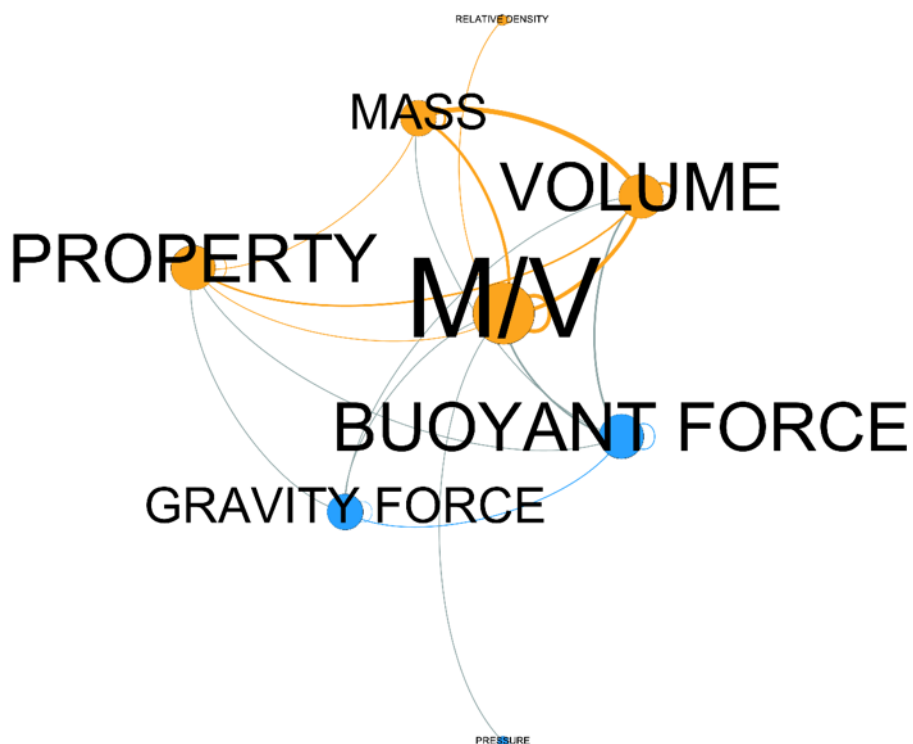 RELATIVE DENSITY
MASS
VOLUME
PROPERTY
M/V
BUOYANT FORCE
GRAVITY FORCE
PRESSURE